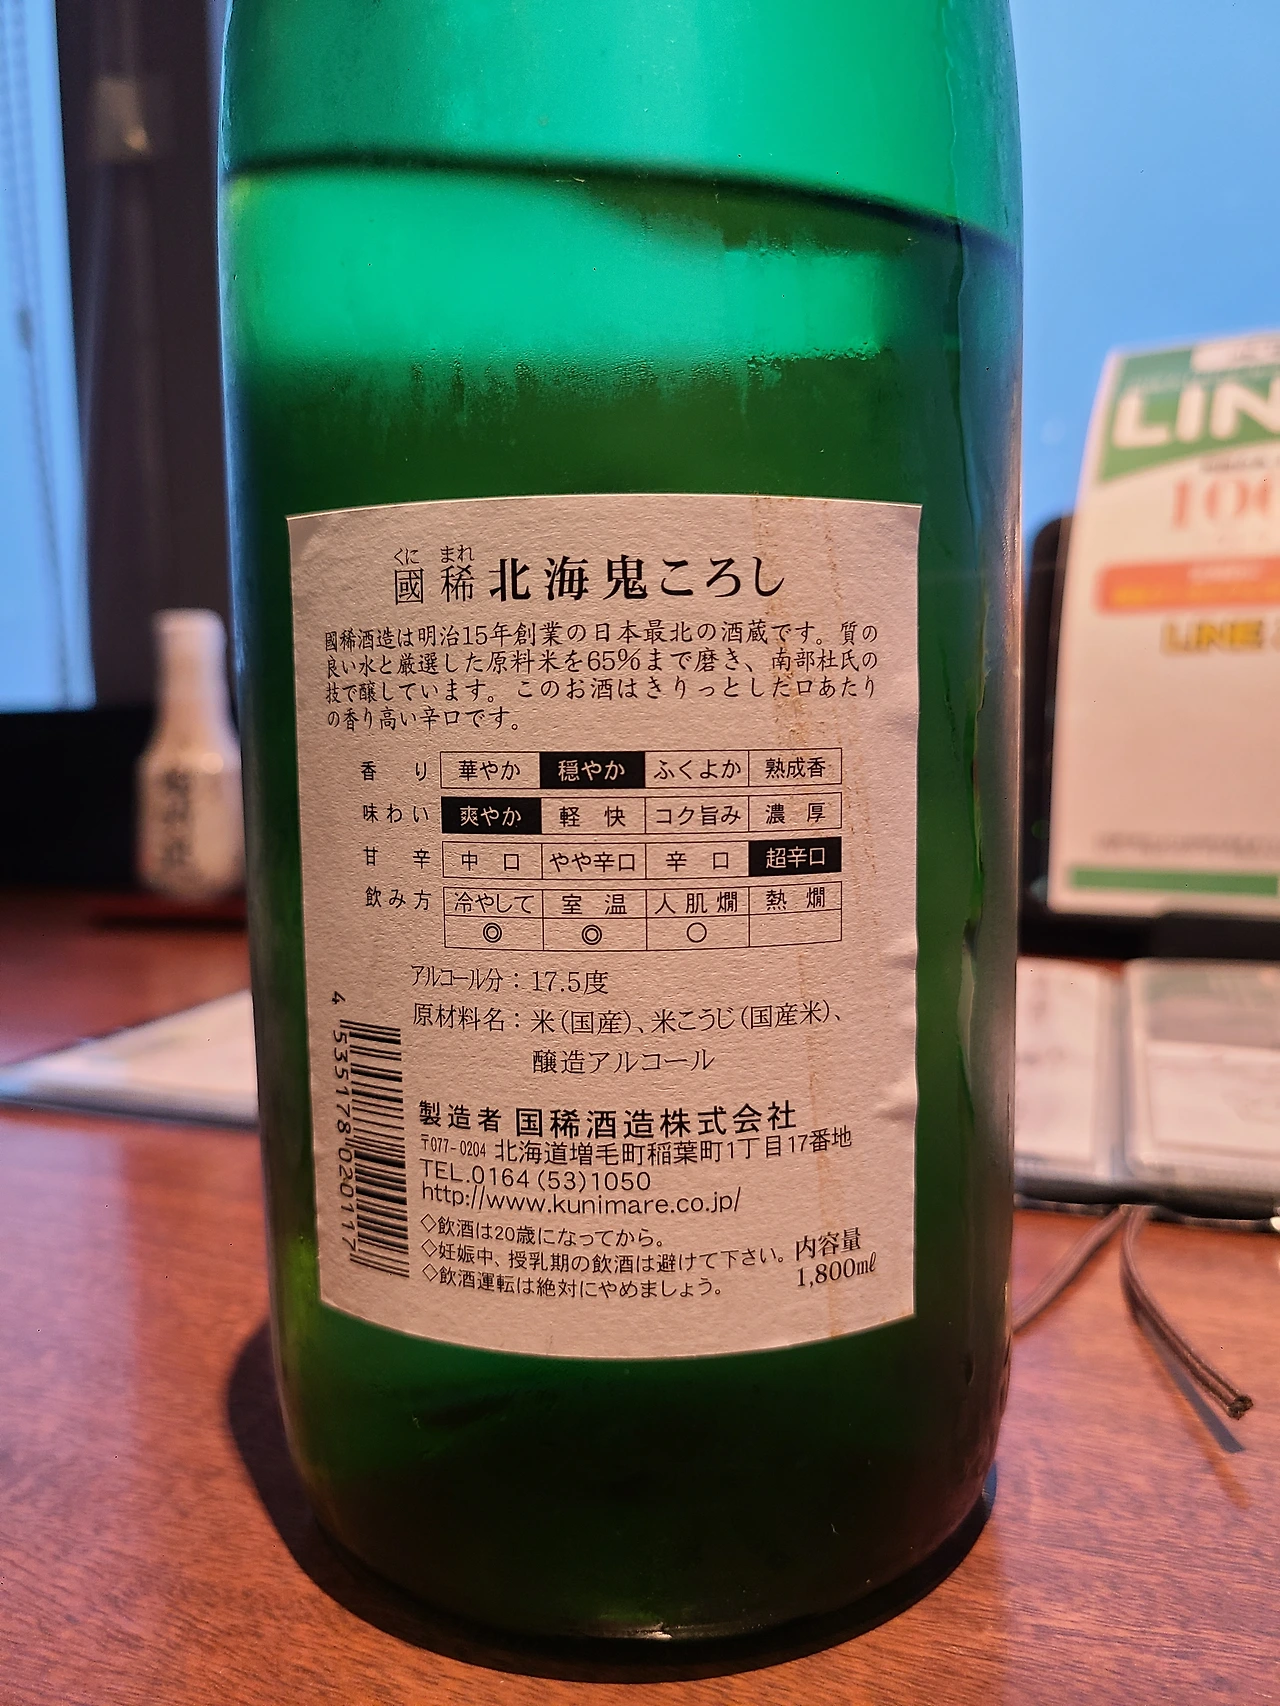 くに まれ
國 稀 北海鬼ころし
國稀酒造は明治15年創業の日本最北の酒蔵です。質の
良い水と厳選した原料米を65%まで磨き、南部杜氏の
技で醸しています。このお酒はきりっとした口あたり
の香り高い辛口です。
香り 華やか 穏やか ふくよか 熟成香
味わい 爽やか 軽快 コク旨み 濃厚
甘辛 中口 やや辛口 辛口 超辛口
飲み方 冷やして 室温 人肌燗 熱燗
◎ ◎ ○
アルコール分：17.5度
原材料名：米(国産)、米こうじ(国産米)、
醸造アルコール
4 535178 020117
製造者 国稀酒造株式会社
〒077-0204 北海道増毛町稲葉町1丁目17番地
TEL.0164(53)1050
http://www.kunimare.co.jp/
◇飲酒は20歳になってから。
◇妊娠中、授乳期の飲酒は避けて下さい。
◇飲酒運転は絶対にやめましょう。
内容量
1,800ml
LIN
100
LINE